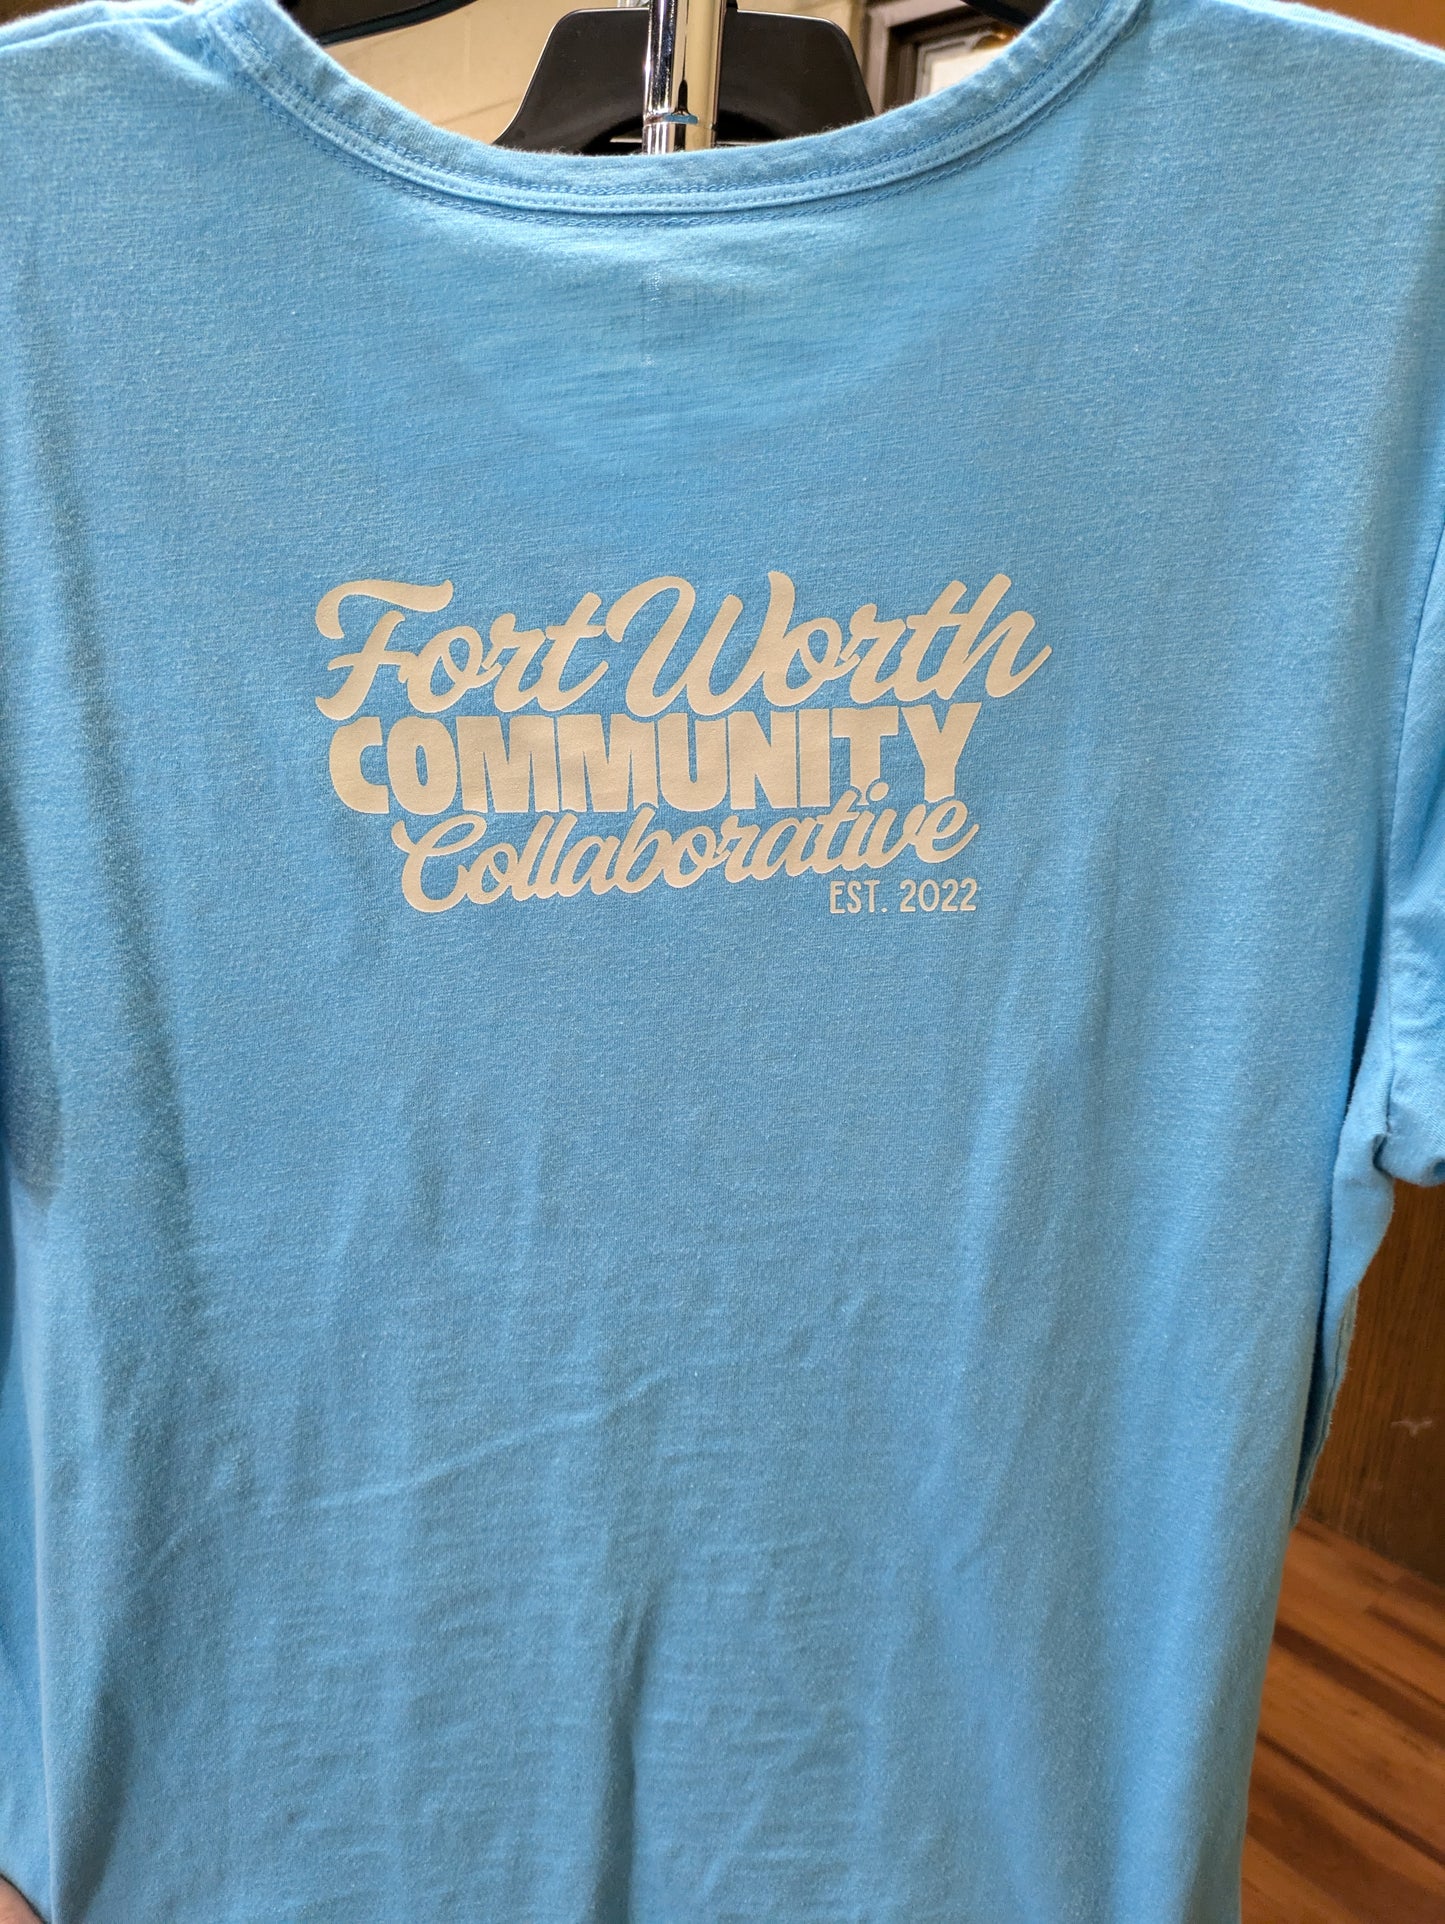 Fort Worth
COMMUNITY
Collaborative
EST. 2022